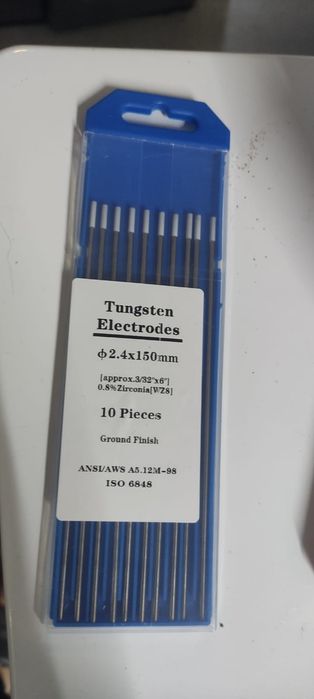 Tungsten
Electrodes
ϕ2.4x150mm
[approx.3/32"x6"]
0.8%Zirconia[WZ8]
10 Pieces
Ground Finish
ANSI/AWS A5.12M-98
ISO 6848